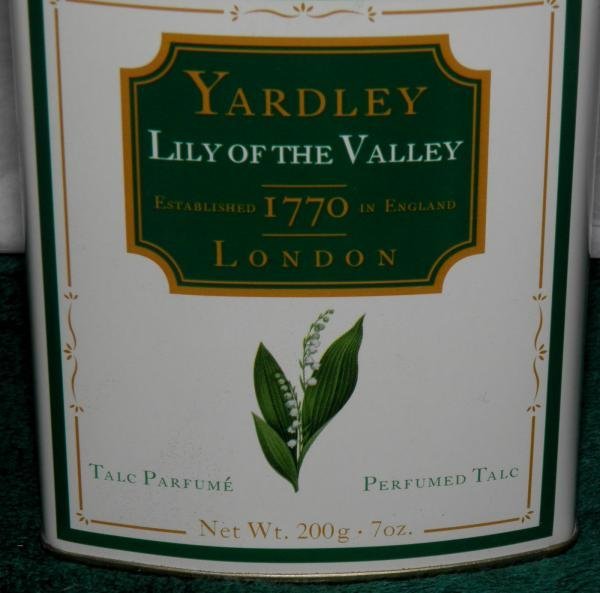 YARDLEY
LILY OF THE VALLEY
ESTABLISHED 1770 IN ENGLAND
LONDON
TALC PARFUMÉ
PERFUMED TALC
Net Wt. 200g · 7oz.